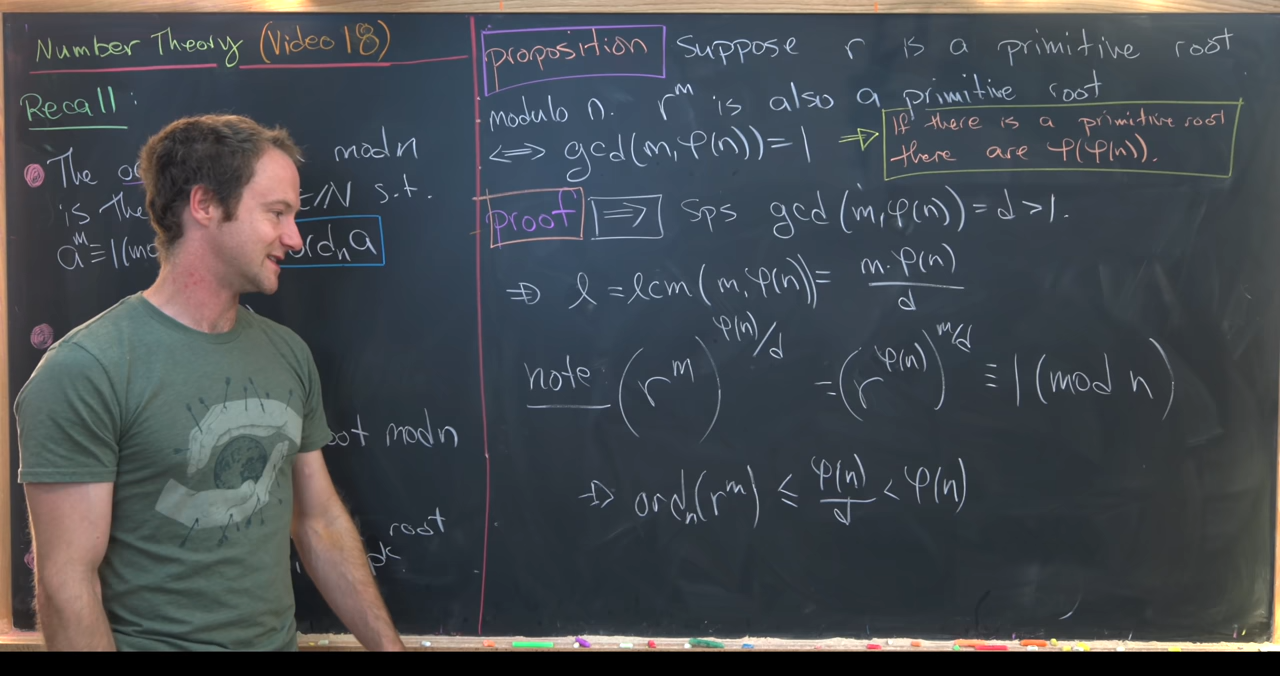 Number Theory (Video 18)
Recall:
The mod n
is the ∈ ℕ s.t.
a^m ≡ 1 (mod ord_n a
root mod n
root
proposition Suppose r is a primitive root
modulo n. r^m is also a primitive root
⟺ gcd(m, φ(n)) = 1 ⇒ If there is a primitive root
there are φ(φ(n)).
proof ⇒ Sps gcd(m, φ(n)) = d > 1.
⇒ l = lcm(m, φ(n)) = m·φ(n)/d
note (r^m)^(φ(n)/d) = (r^φ(n))^(m/d) ≡ 1 (mod n)
⇒ ord_n(r^m) ≤ φ(n)/d < φ(n)